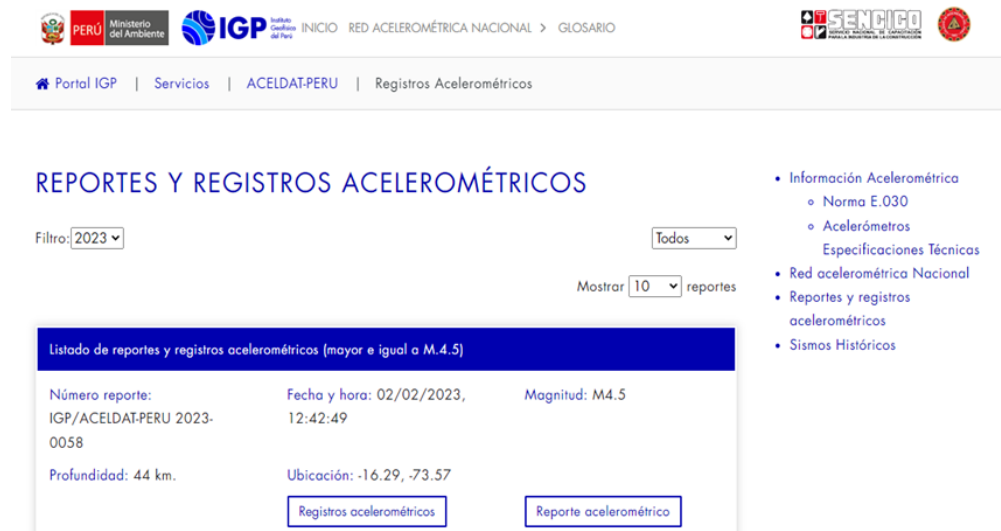 PERÚ Ministerio del Ambiente IGP Instituto Geofísico del Perú INICIO RED ACELEROMÉTRICA NACIONAL > GLOSARIO SENCICO
SERVICIO NACIONAL DE CAPACITACIÓN PARA LA INDUSTRIA DE LA CONSTRUCCIÓN
Portal IGP | Servicios | ACELDAT-PERU | Registros Acelerométricos
REPORTES Y REGISTROS ACELEROMÉTRICOS
Filtro: 2023 Todos
Mostrar 10 reportes
Listado de reportes y registros acelerométricos (mayor e igual a M.4.5)
Número reporte: IGP/ACELDAT-PERU 2023-
0058
Fecha y hora: 02/02/2023,
12:42:49
Magnitud: M4.5
Profundidad: 44 km.
Ubicación: -16.29, -73.57
Registros acelerométricos
Reporte acelerométrico
Información Acelerométrica
Norma E.030
Acelerómetros
Especificaciones Técnicas
Red acelerométrica Nacional
Reportes y registros
acelerométricos
Sismos Históricos